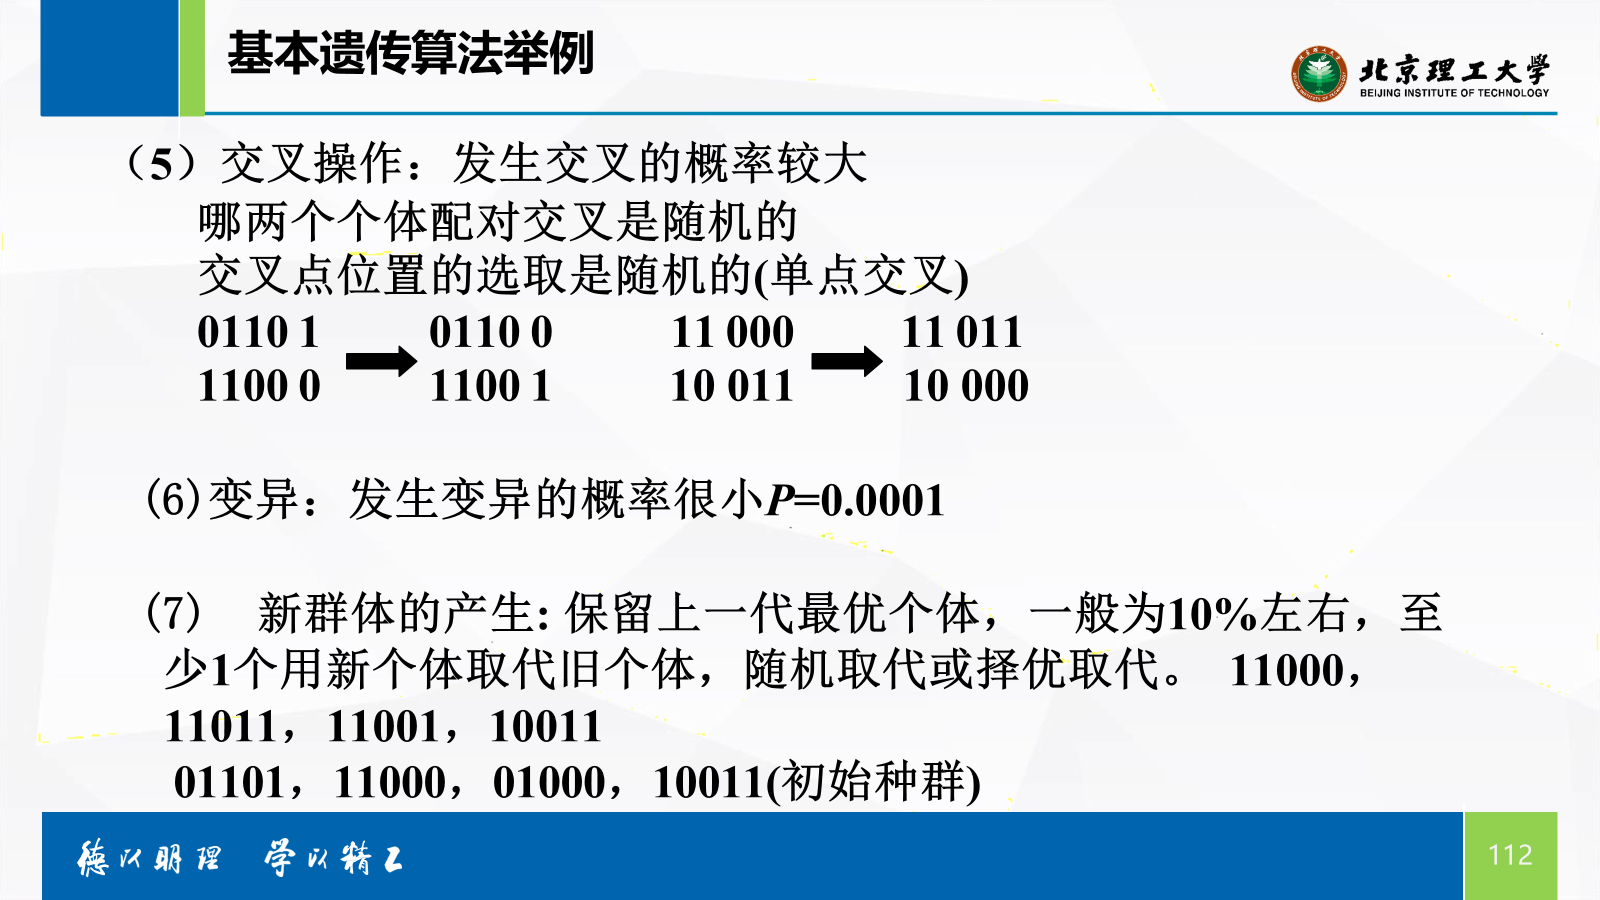 基本遗传算法举例
北京理工大学
BEIJING INSTITUTE OF TECHNOLOGY
（5）交叉操作：发生交叉的概率较大
哪两个个体配对交叉是随机的
交叉点位置的选取是随机的(单点交叉)
0110 1 0110 0 11 000 11 011
1100 0 1100 1 10 011 10 000
(6)变异：发生变异的概率很小P=0.0001
(7) 新群体的产生: 保留上一代最优个体，一般为10%左右，至
少1个用新个体取代旧个体，随机取代或择优取代。 11000，
11011，11001，10011
01101，11000，01000，10011(初始种群)
德以明理 学以精工
112